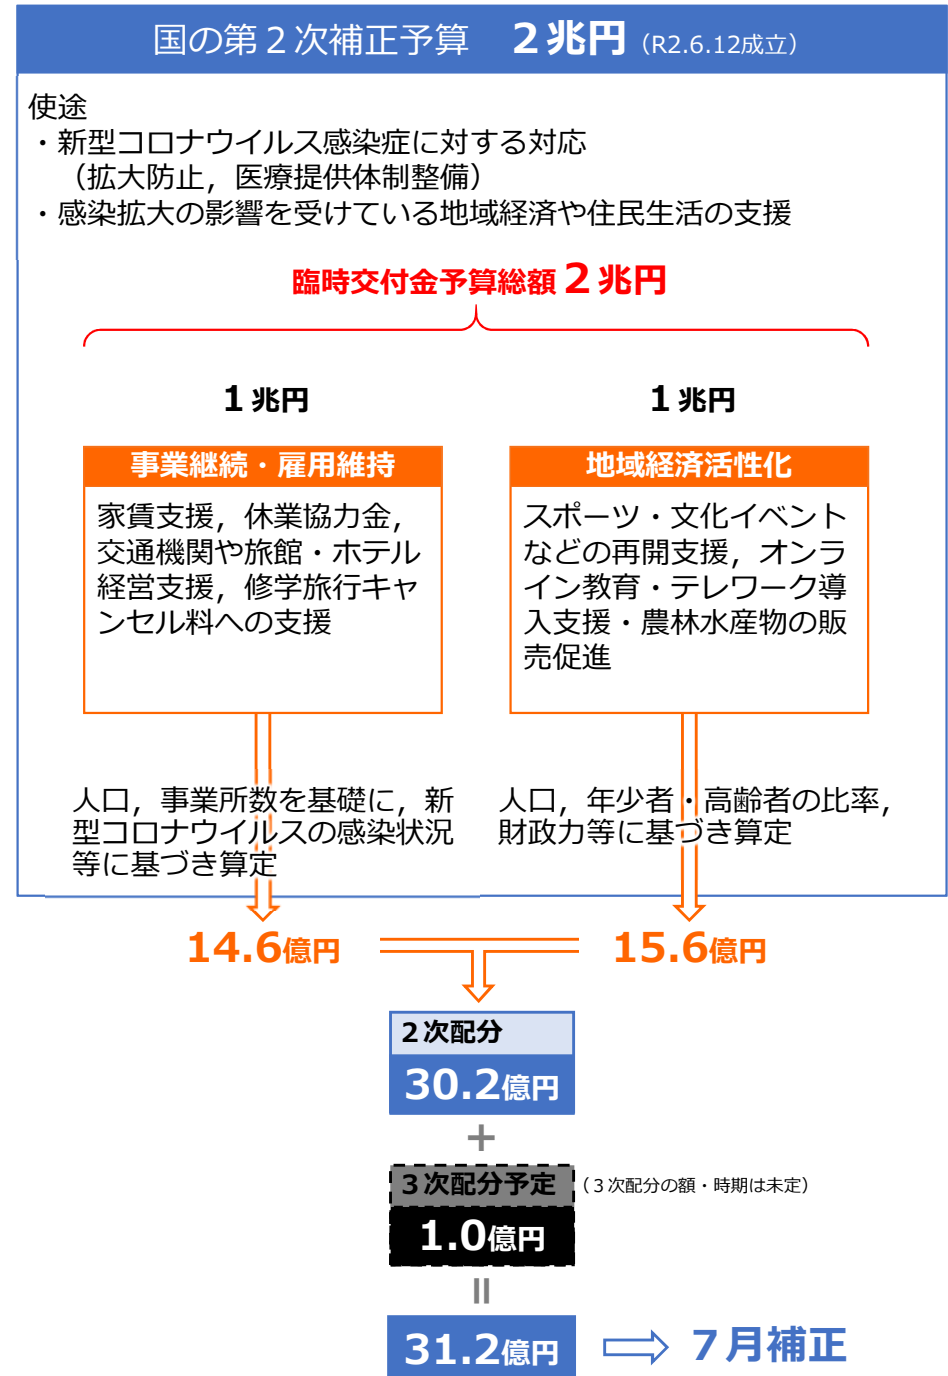 国の第２次補正予算　２兆円（R2.6.12成立）
使途
・新型コロナウイルス感染症に対する対応
（拡大防止，医療提供体制整備）
・感染拡大の影響を受けている地域経済や住民生活の支援
臨時交付金予算総額２兆円
１兆円
事業継続・雇用維持
家賃支援，休業協力金，
交通機関や旅館・ホテル
経営支援，修学旅行キャ
ンセル料への支援
人口，事業所数を基礎に，新
型コロナウイルスの感染状況
等に基づき算定
14.6億円
１兆円
地域経済活性化
スポーツ・文化イベント
などの再開支援，オンラ
イン教育・テレワーク導
入支援・農林水産物の販
売促進
人口，年少者・高齢者の比率，
財政力等に基づき算定
15.6億円
２次配分
30.2億円
＋
３次配分予定（３次配分の額・時期は未定）
1.0億円
＝
31.2億円
７月補正